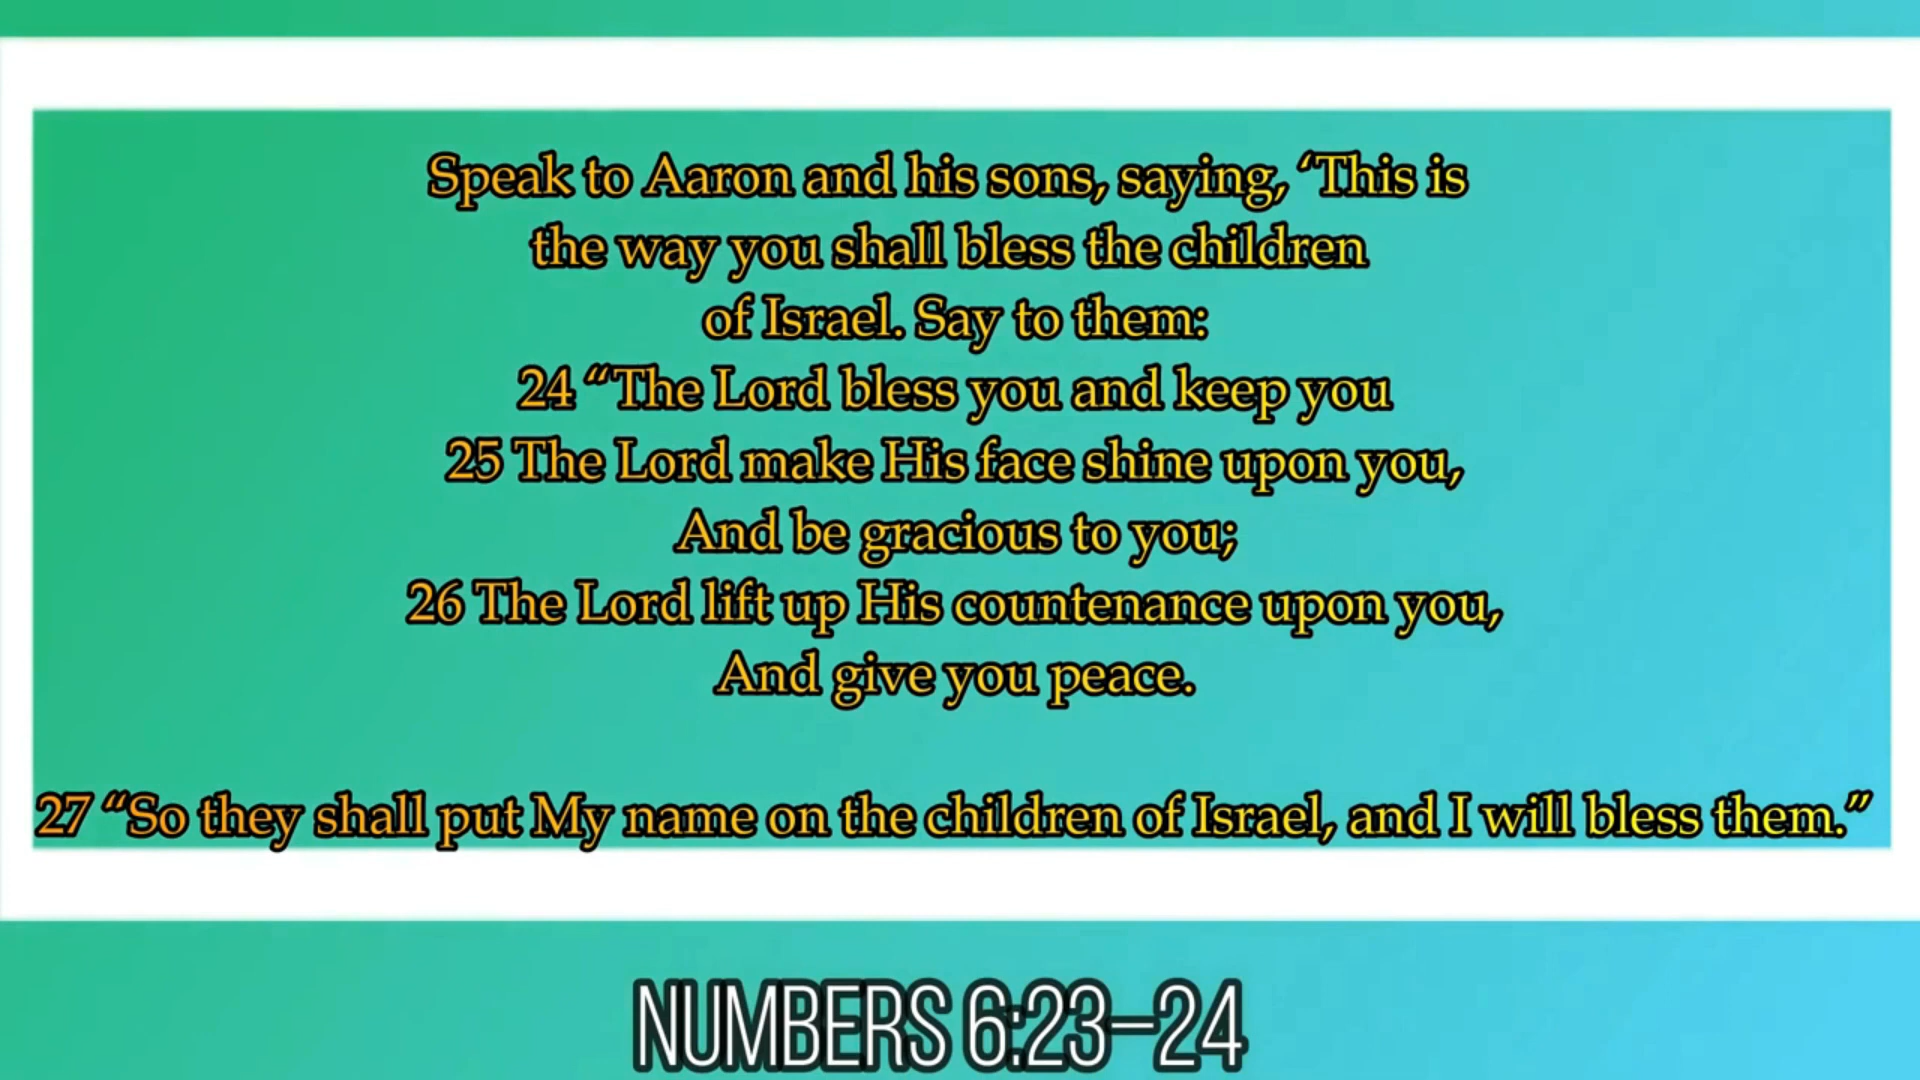 Speak to Aaron and his sons, saying, ‘This is
the way you shall bless the children
of Israel. Say to them:
24 “The Lord bless you and keep you
25 The Lord make His face shine upon you,
And be gracious to you;
26 The Lord lift up His countenance upon you,
And give you peace.
27 “So they shall put My name on the children of Israel, and I will bless them.”
NUMBERS 6:23–24